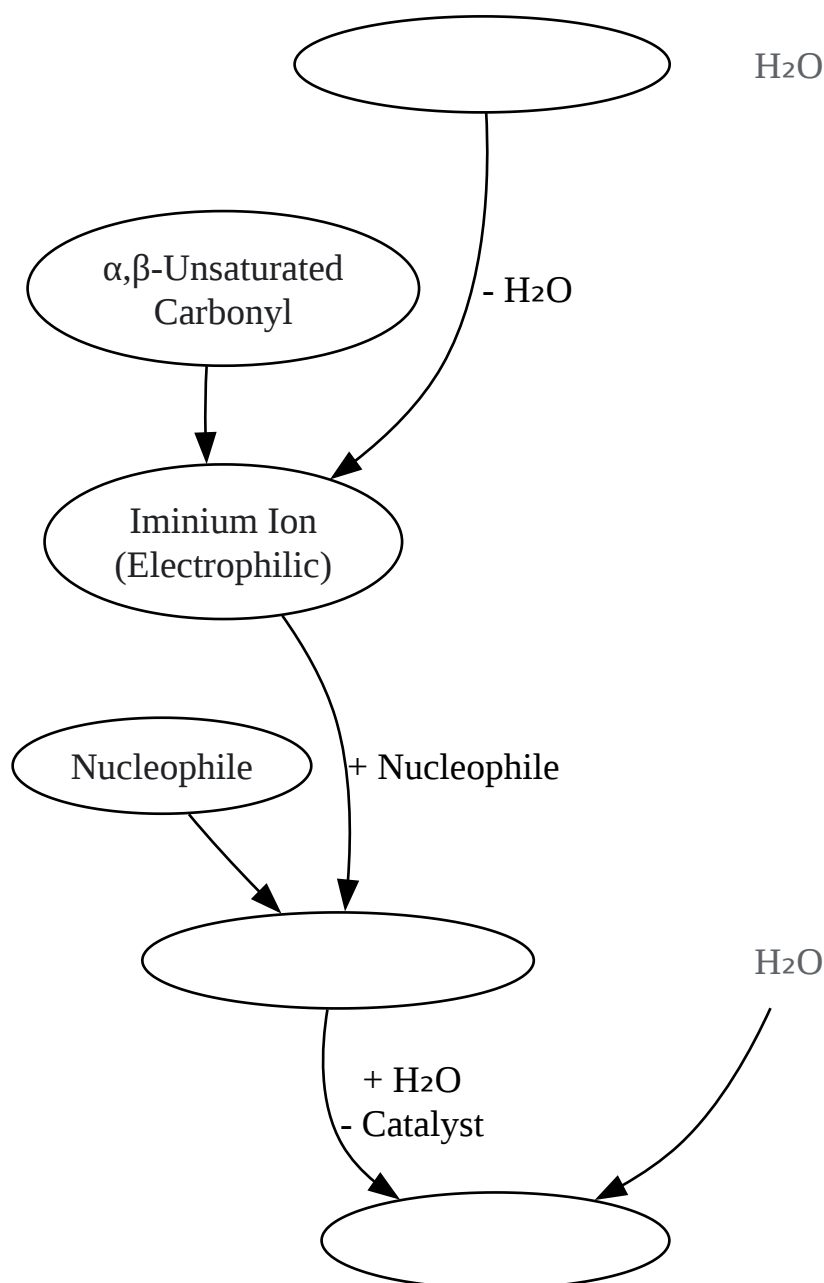 H₂O
α,β-Unsaturated
Carbonyl
- H₂O
Iminium Ion
(Electrophilic)
Nucleophile
+ Nucleophile
H₂O
+ H₂O
- Catalyst